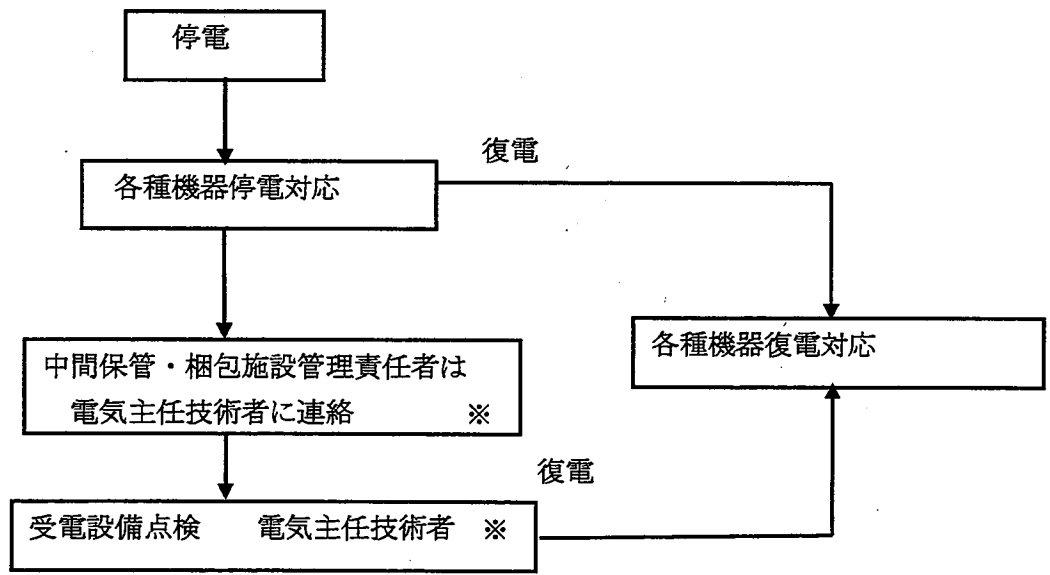 停電
復電
各種機器停電対応
各種機器復電対応
中間保管・梱包施設管理責任者は
電気主任技術者に連絡　　　※
復電
受電設備点検　　電気主任技術者　※